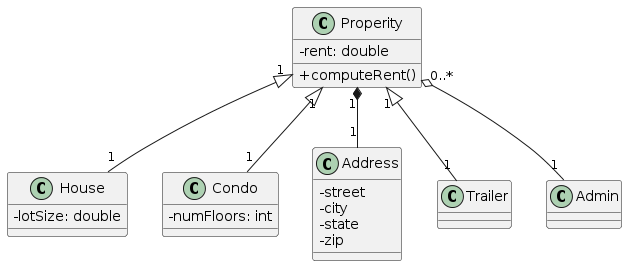 C Properity
-rent: double
+computeRent()
1 1 1 1 0..*
1 1 1 1 1
C House
-lotSize: double
C Condo
-numFloors: int
C Address
-street
-city
-state
-zip
C Trailer
C Admin